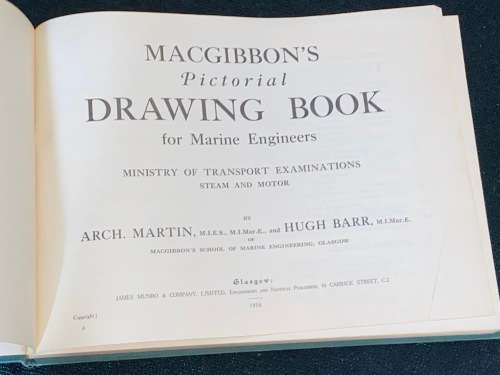 MACGIBBON'S
Pictorial
DRAWING BOOK
for Marine Engineers
MINISTRY OF TRANSPORT EXAMINATIONS
STEAM AND MOTOR
BY
ARCH. MARTIN, M.I.E.S., M.I.Mar.E., and HUGH BARR, M.I.Mar.E.
OF
MACGIBBON'S SCHOOL OF MARINE ENGINEERING, GLASGOW
Glasgow:
JAMES MUNRO & COMPANY, LIMITED, Engineering and Nautical Publishers, CARRICK STREET, C.2
Copyright]